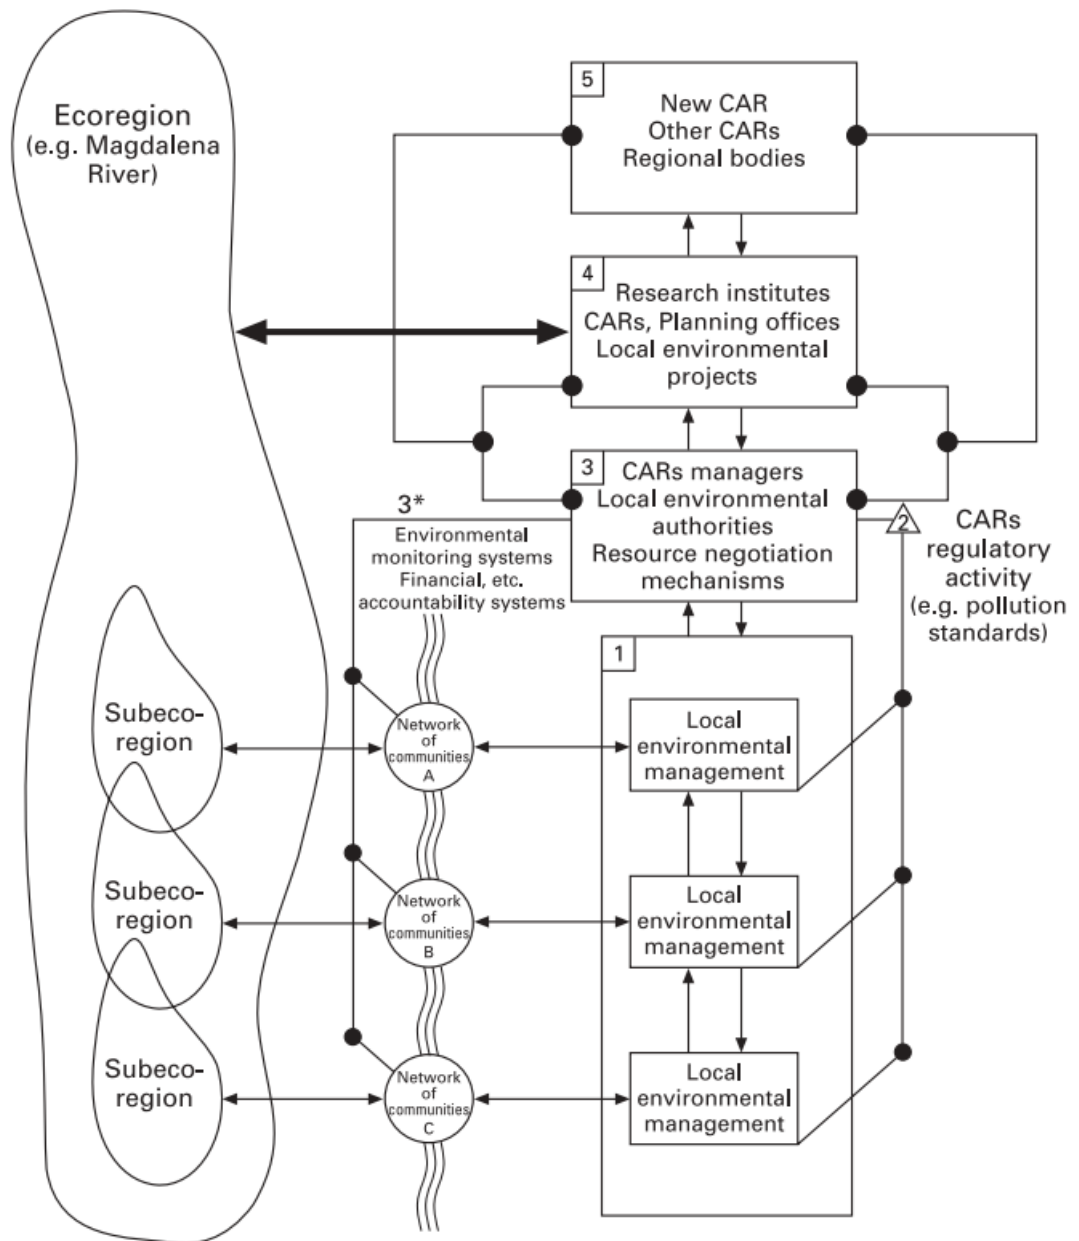 Ecoregion
(e.g. Magdalena
River)
5
New CAR
Other CARs
Regional bodies
4
Research institutes
CARs, Planning offices
Local environmental
projects
3
CARs managers
Local environmental
authorities
Resource negotiation
mechanisms
3*
Environmental
monitoring systems
Financial, etc.
accountability systems
2
CARs
regulatory
activity
(e.g. pollution
standards)
1
Subeco-
region
Network
of
communities
A
Local
environmental
management
Subeco-
region
Network
of
communities
B
Local
environmental
management
Subeco-
region
Network
of
communities
C
Local
environmental
management